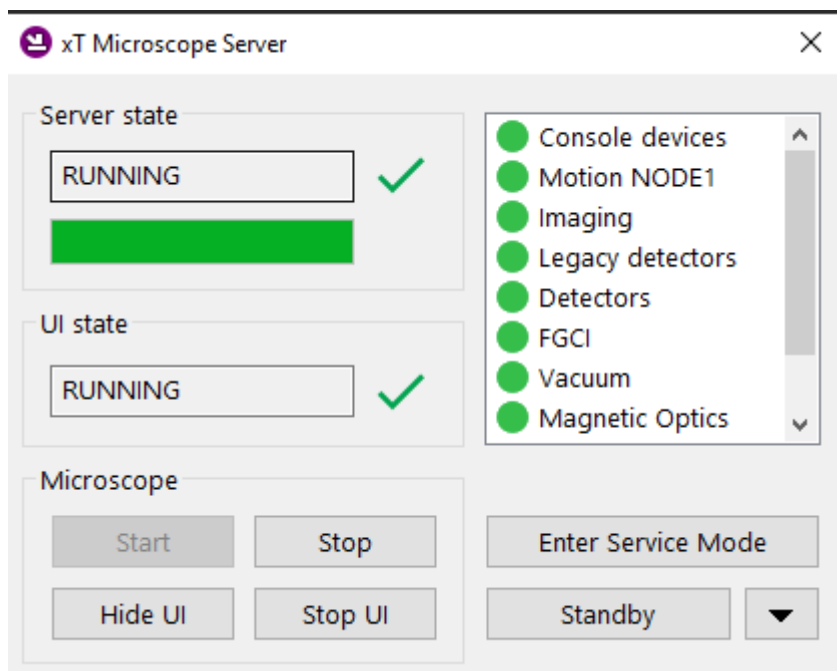 xT Microscope Server
Server state
RUNNING
UI state
RUNNING
Console devices
Motion NODE1
Imaging
Legacy detectors
Detectors
FGCI
Vacuum
Magnetic Optics
Microscope
Start
Stop
Hide UI
Stop UI
Enter Service Mode
Standby